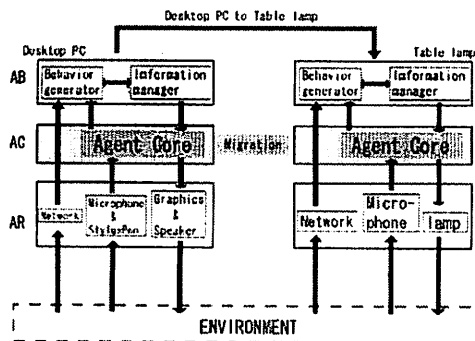 Desktop PC to Table lamp
Desktop PC
Table lamp
AB
Behavior
generator
Information
manager
Behavior
generator
Information
manager
AC
Agent Core
Migration
Agent Core
AR
Network
Microphone
&
StylusPen
Graphics
&
Speaker
Network
Micro-
phone
lamp
ENVIRONMENT